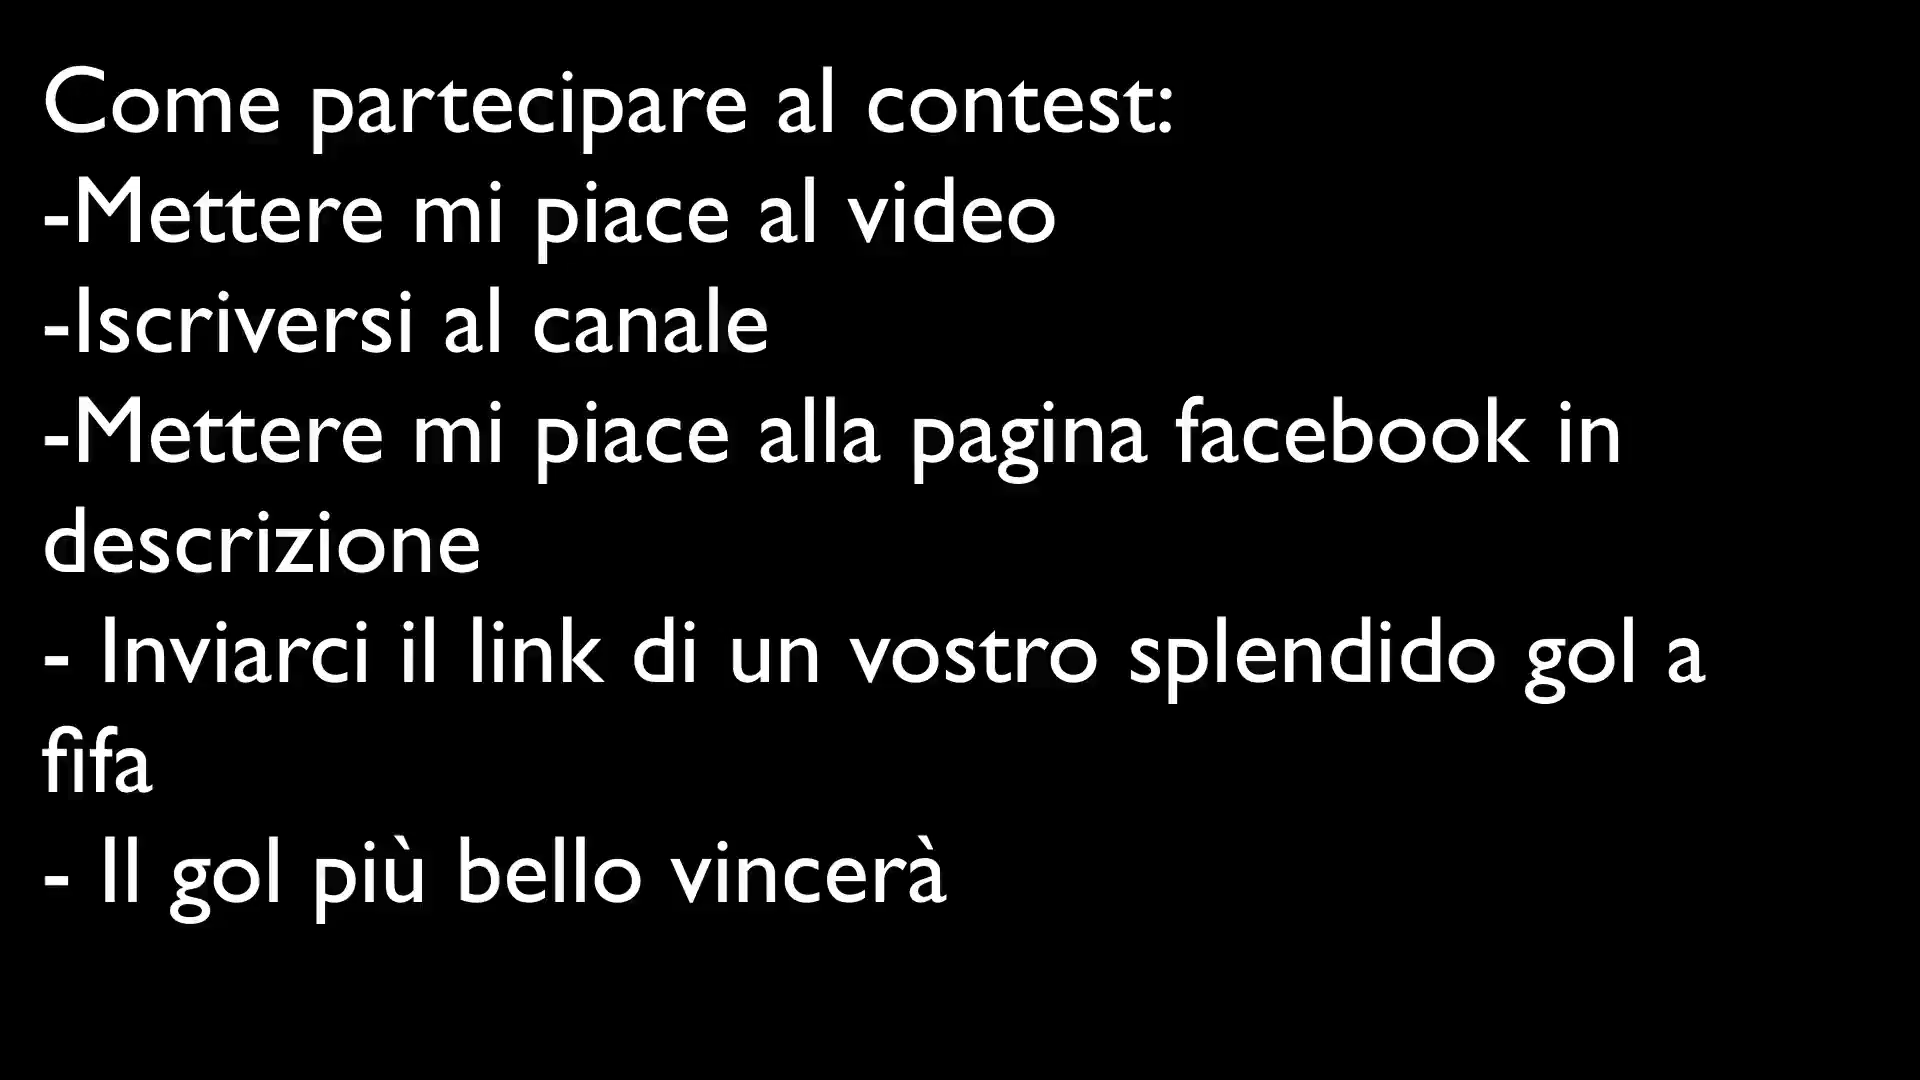 Come partecipare al contest:
-Mettere mi piace al video
-Iscriversi al canale
-Mettere mi piace alla pagina facebook in
descrizione
- Inviarci il link di un vostro splendido gol a
fifa
- Il gol più bello vincerà